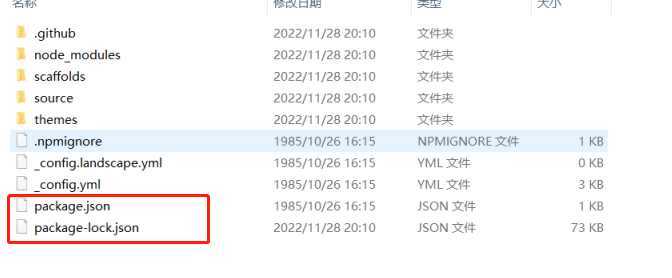 名称 修改日期 类型 大小
.github 2022/11/28 20:10 文件夹
node_modules 2022/11/28 20:10 文件夹
scaffolds 2022/11/28 20:10 文件夹
source 2022/11/28 20:10 文件夹
themes 2022/11/28 20:10 文件夹
.npmignore 1985/10/26 16:15 NPMIGNORE 文件 1 KB
_config.landscape.yml 1985/10/26 16:15 YML 文件 0 KB
_config.yml 1985/10/26 16:15 YML 文件 3 KB
package.json 1985/10/26 16:15 JSON 文件 1 KB
package-lock.json 2022/11/28 20:10 JSON 文件 73 KB